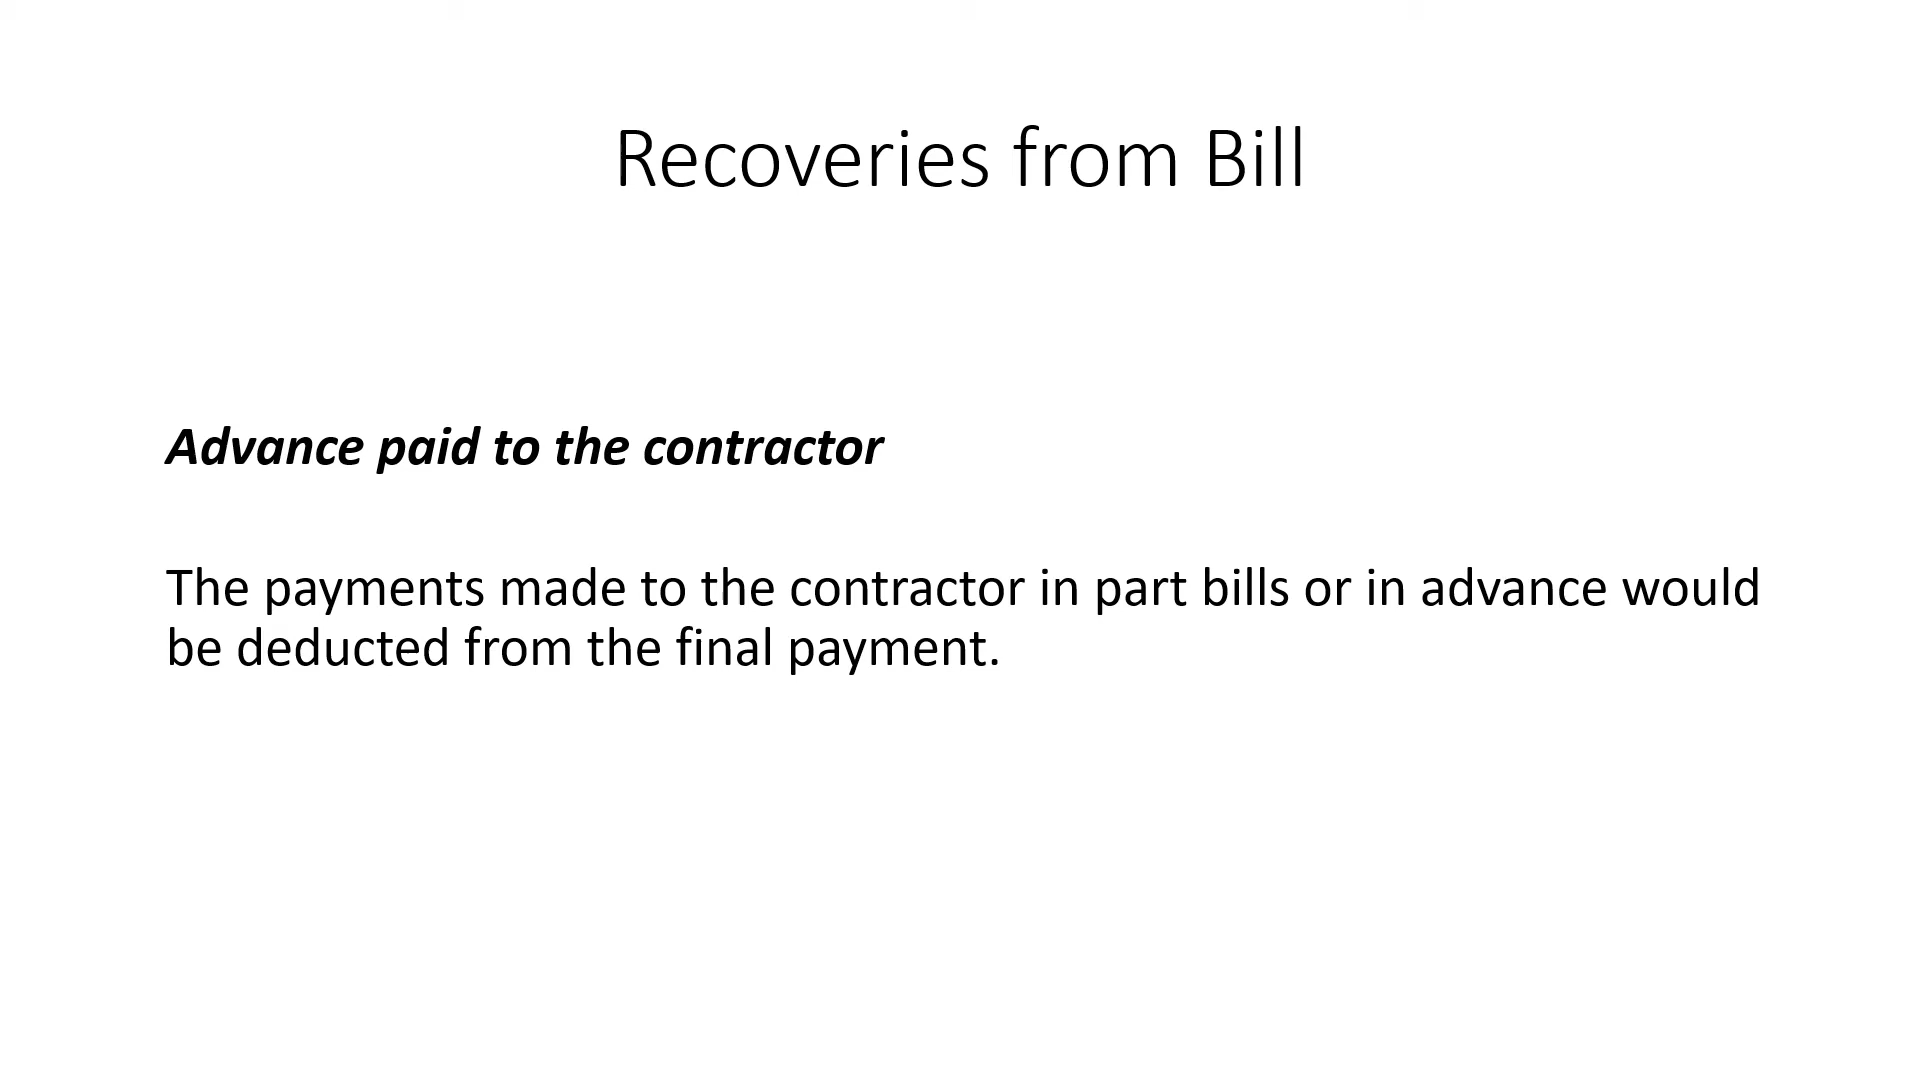 Recoveries from Bill
Advance paid to the contractor
The payments made to the contractor in part bills or in advance would
be deducted from the final payment.